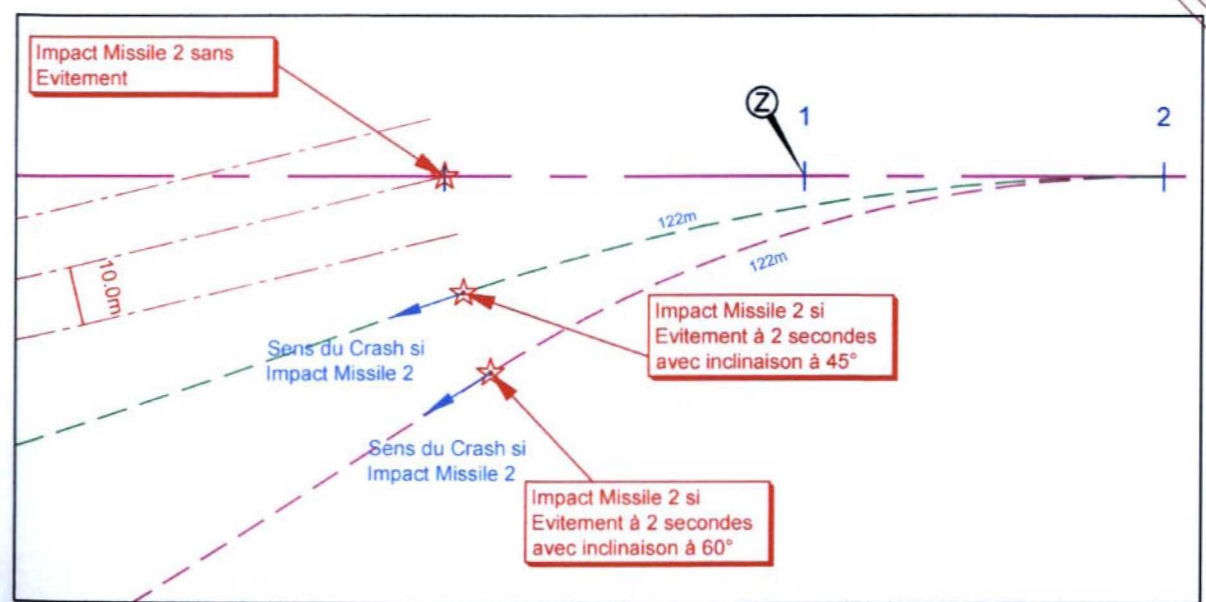 Impact Missile 2 sans
Evitement
Z
1
2
122m
122m
10.0m
Impact Missile 2 si
Evitement à 2 secondes
avec inclinaison à 45°
Sens du Crash si
Impact Missile 2
Sens du Crash si
Impact Missile 2
Impact Missile 2 si
Evitement à 2 secondes
avec inclinaison à 60°